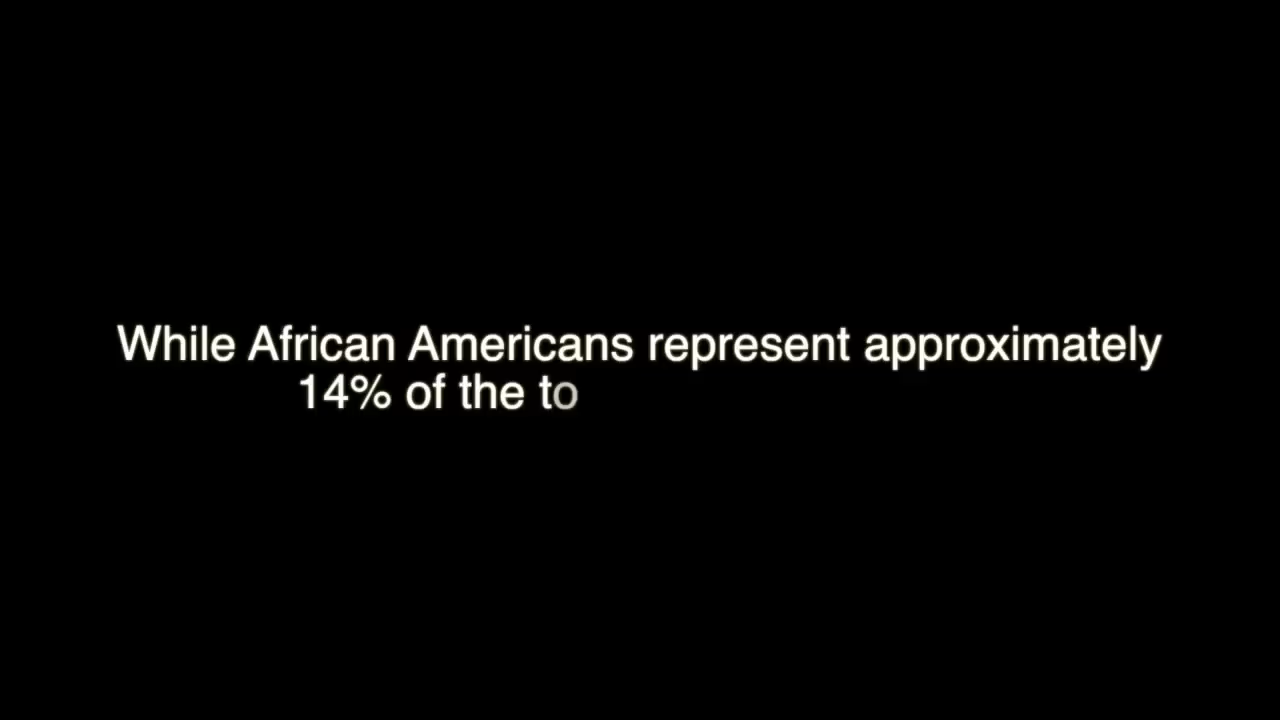 While African Americans represent approximately
14% of the to